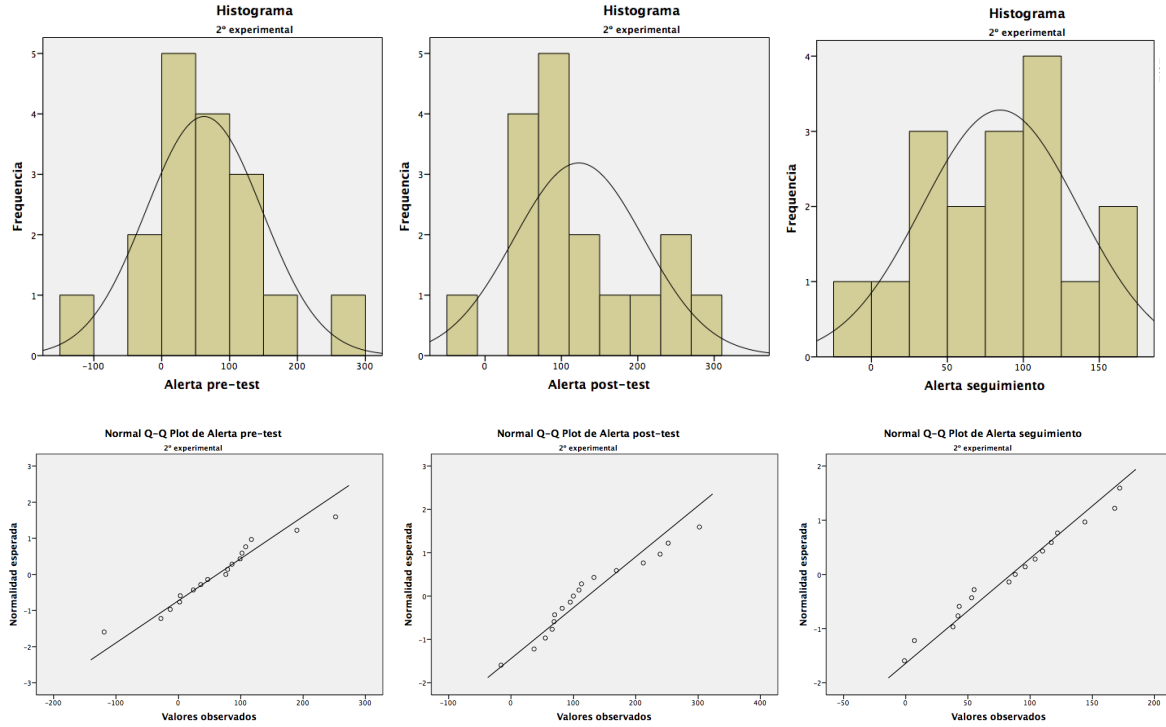 Histograma
2º experimental
Frequencia
5
4
3
2
1
0
-100
0
100
200
300
Alerta pre-test
Histograma
2º experimental
Frequencia
5
4
3
2
1
0
0
100
200
300
Alerta post-test
Histograma
2º experimental
Frequencia
4
3
2
1
0
0
50
100
150
Alerta seguimiento
Normal Q-Q Plot de Alerta pre-test
2º experimental
Normalidad esperada
3
2
1
0
-1
-2
-3
-200
-100
0
100
200
300
Valores observados
Normal Q-Q Plot de Alerta post-test
2º experimental
Normalidad esperada
3
2
1
0
-1
-2
-100
0
100
200
300
400
Valores observados
Normal Q-Q Plot de Alerta seguimiento
2º experimental
Normalidad esperada
2
1
0
-1
-2
-50
0
50
100
150
200
Valores observados